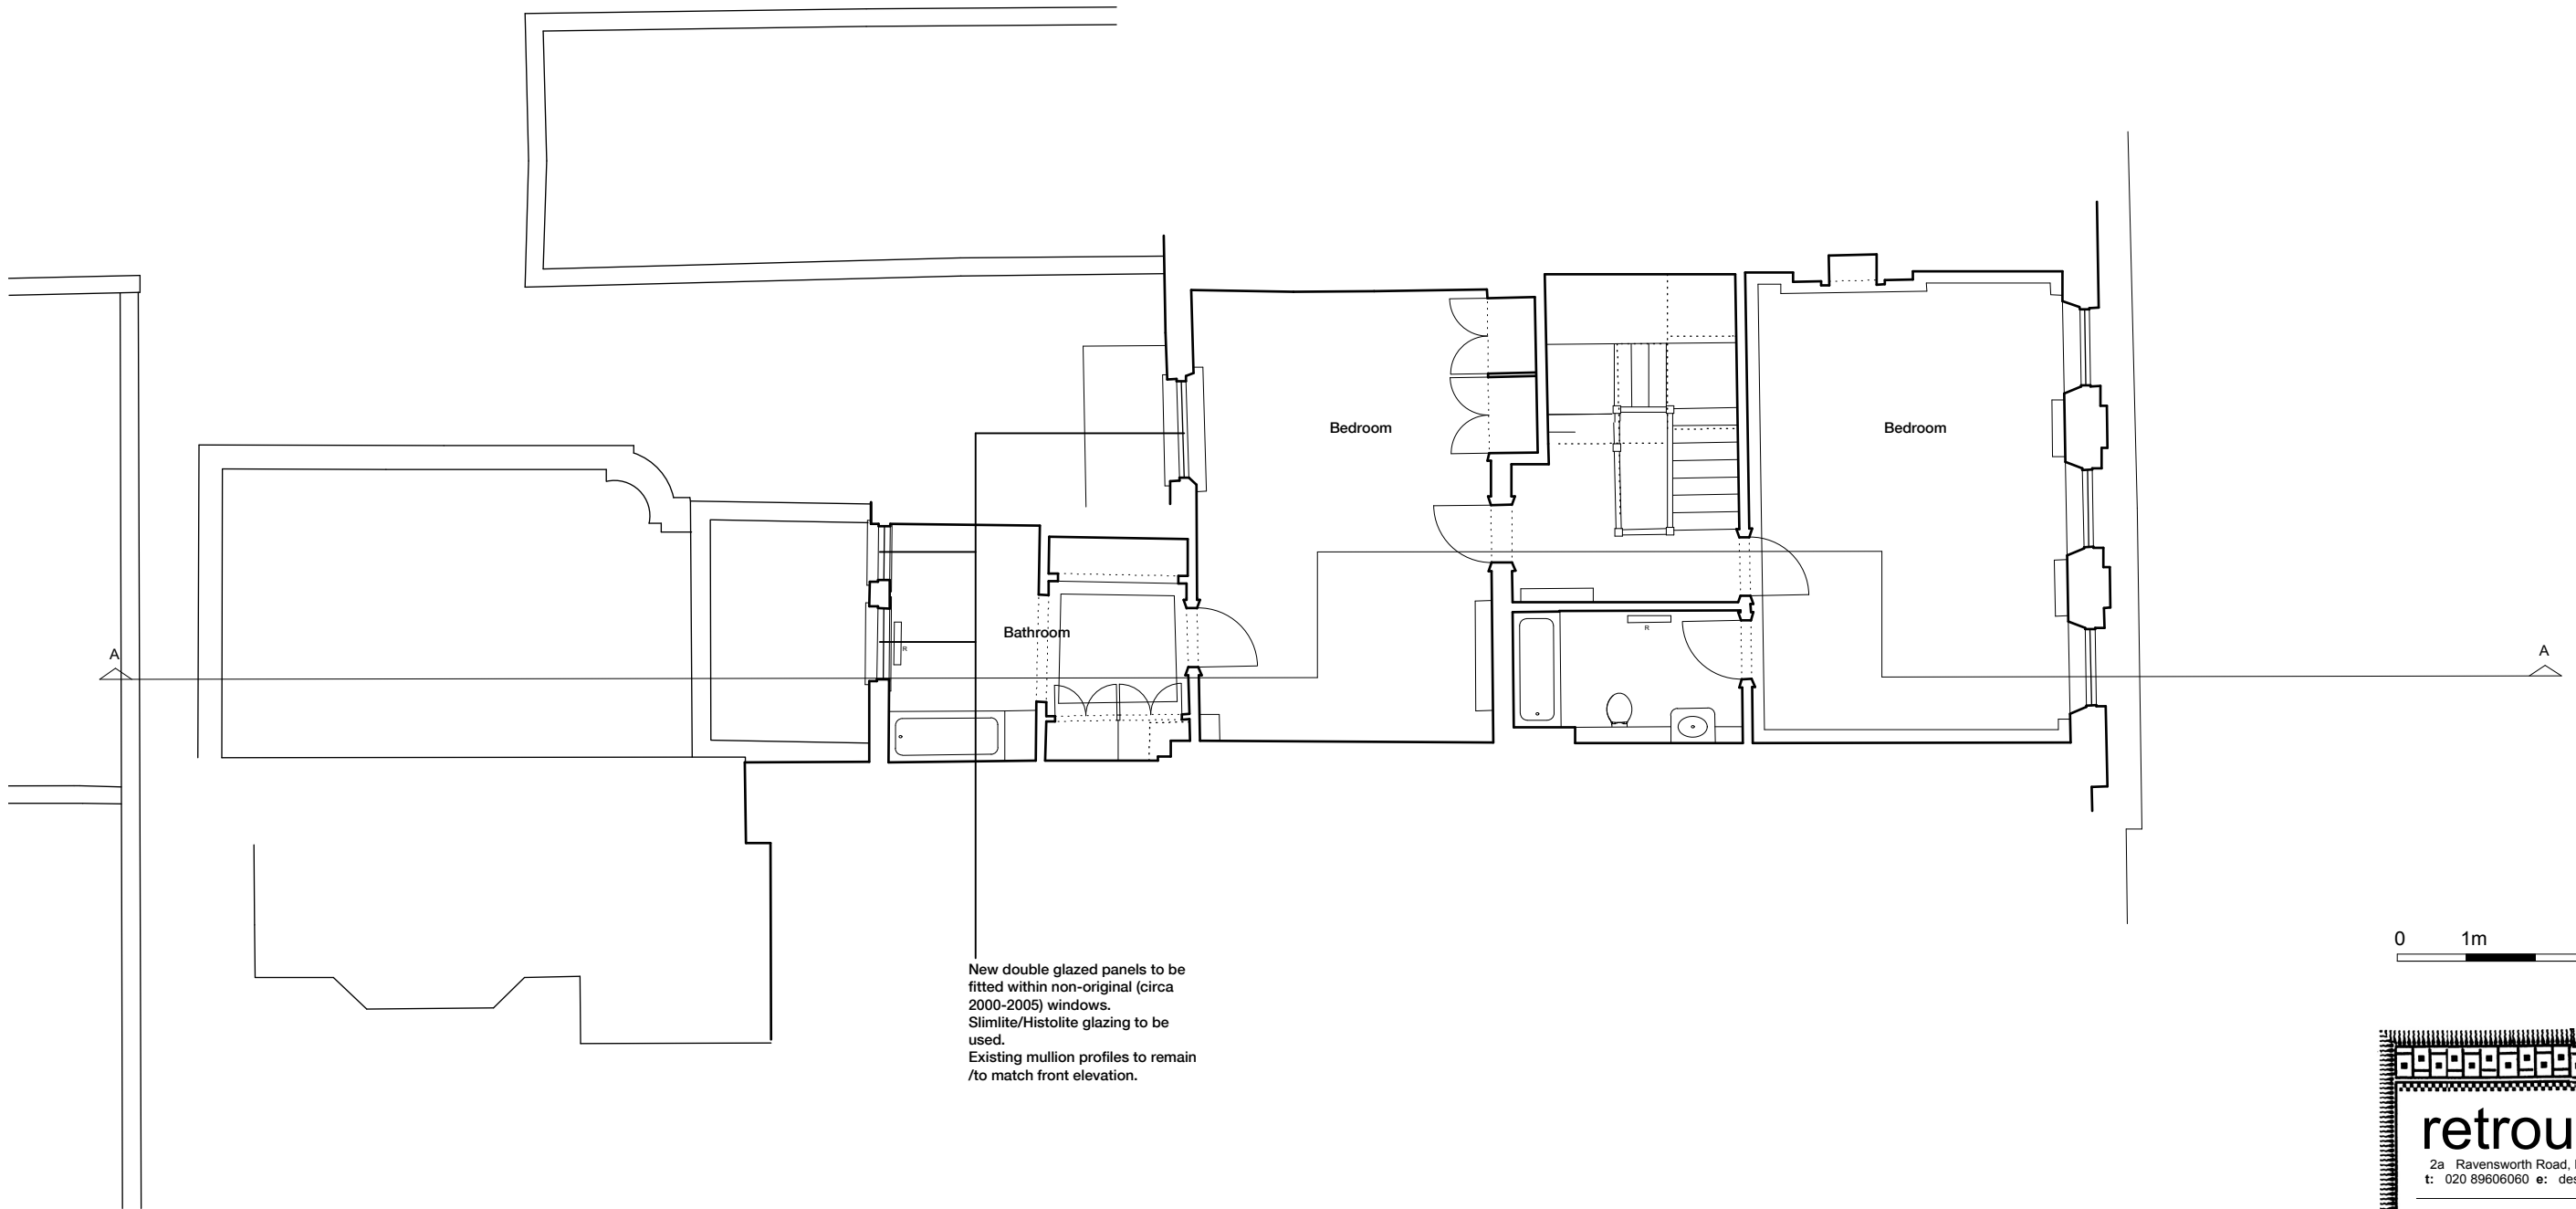 Bedroom
Bedroom
Bathroom
R
R
A
A
New double glazed panels to be
fitted within non-original (circa
2000-2005) windows.
Slimlite/Histolite glazing to be
used.
Existing mullion profiles to remain
/to match front elevation.
0 1m
retrou
2a Ravensworth Road,
t: 020 89606060 e: des